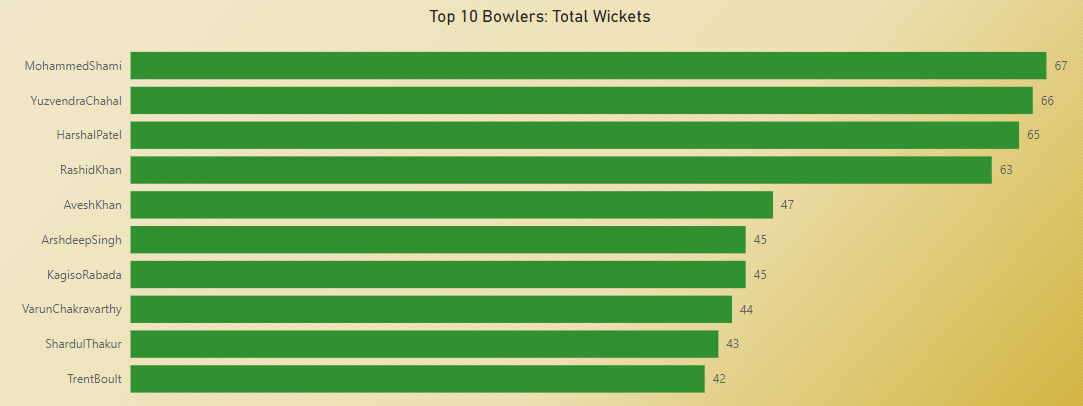 Top 10 Bowlers: Total Wickets
MohammedShami 67
YuzvendraChahal 66
HarshalPatel 65
RashidKhan 63
AveshKhan 47
ArshdeepSingh 45
KagisoRabada 45
VarunChakravarthy 44
ShardulThakur 43
TrentBoult 42